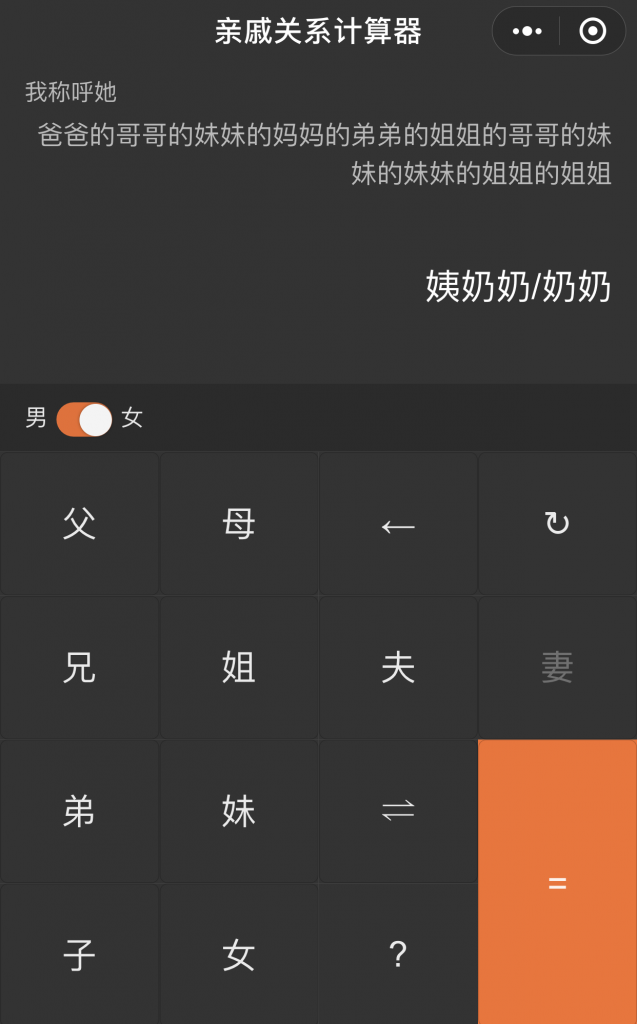 亲戚关系计算器
我称呼她
爸爸的哥哥的妹妹的妈妈的弟弟的姐姐的哥哥的妹
妹的妹妹的姐姐的姐姐
姨奶奶/奶奶
男 女
父 母 ← ↻
兄 姐 夫 妻
弟 妹 ⇌
=
子 女 ?